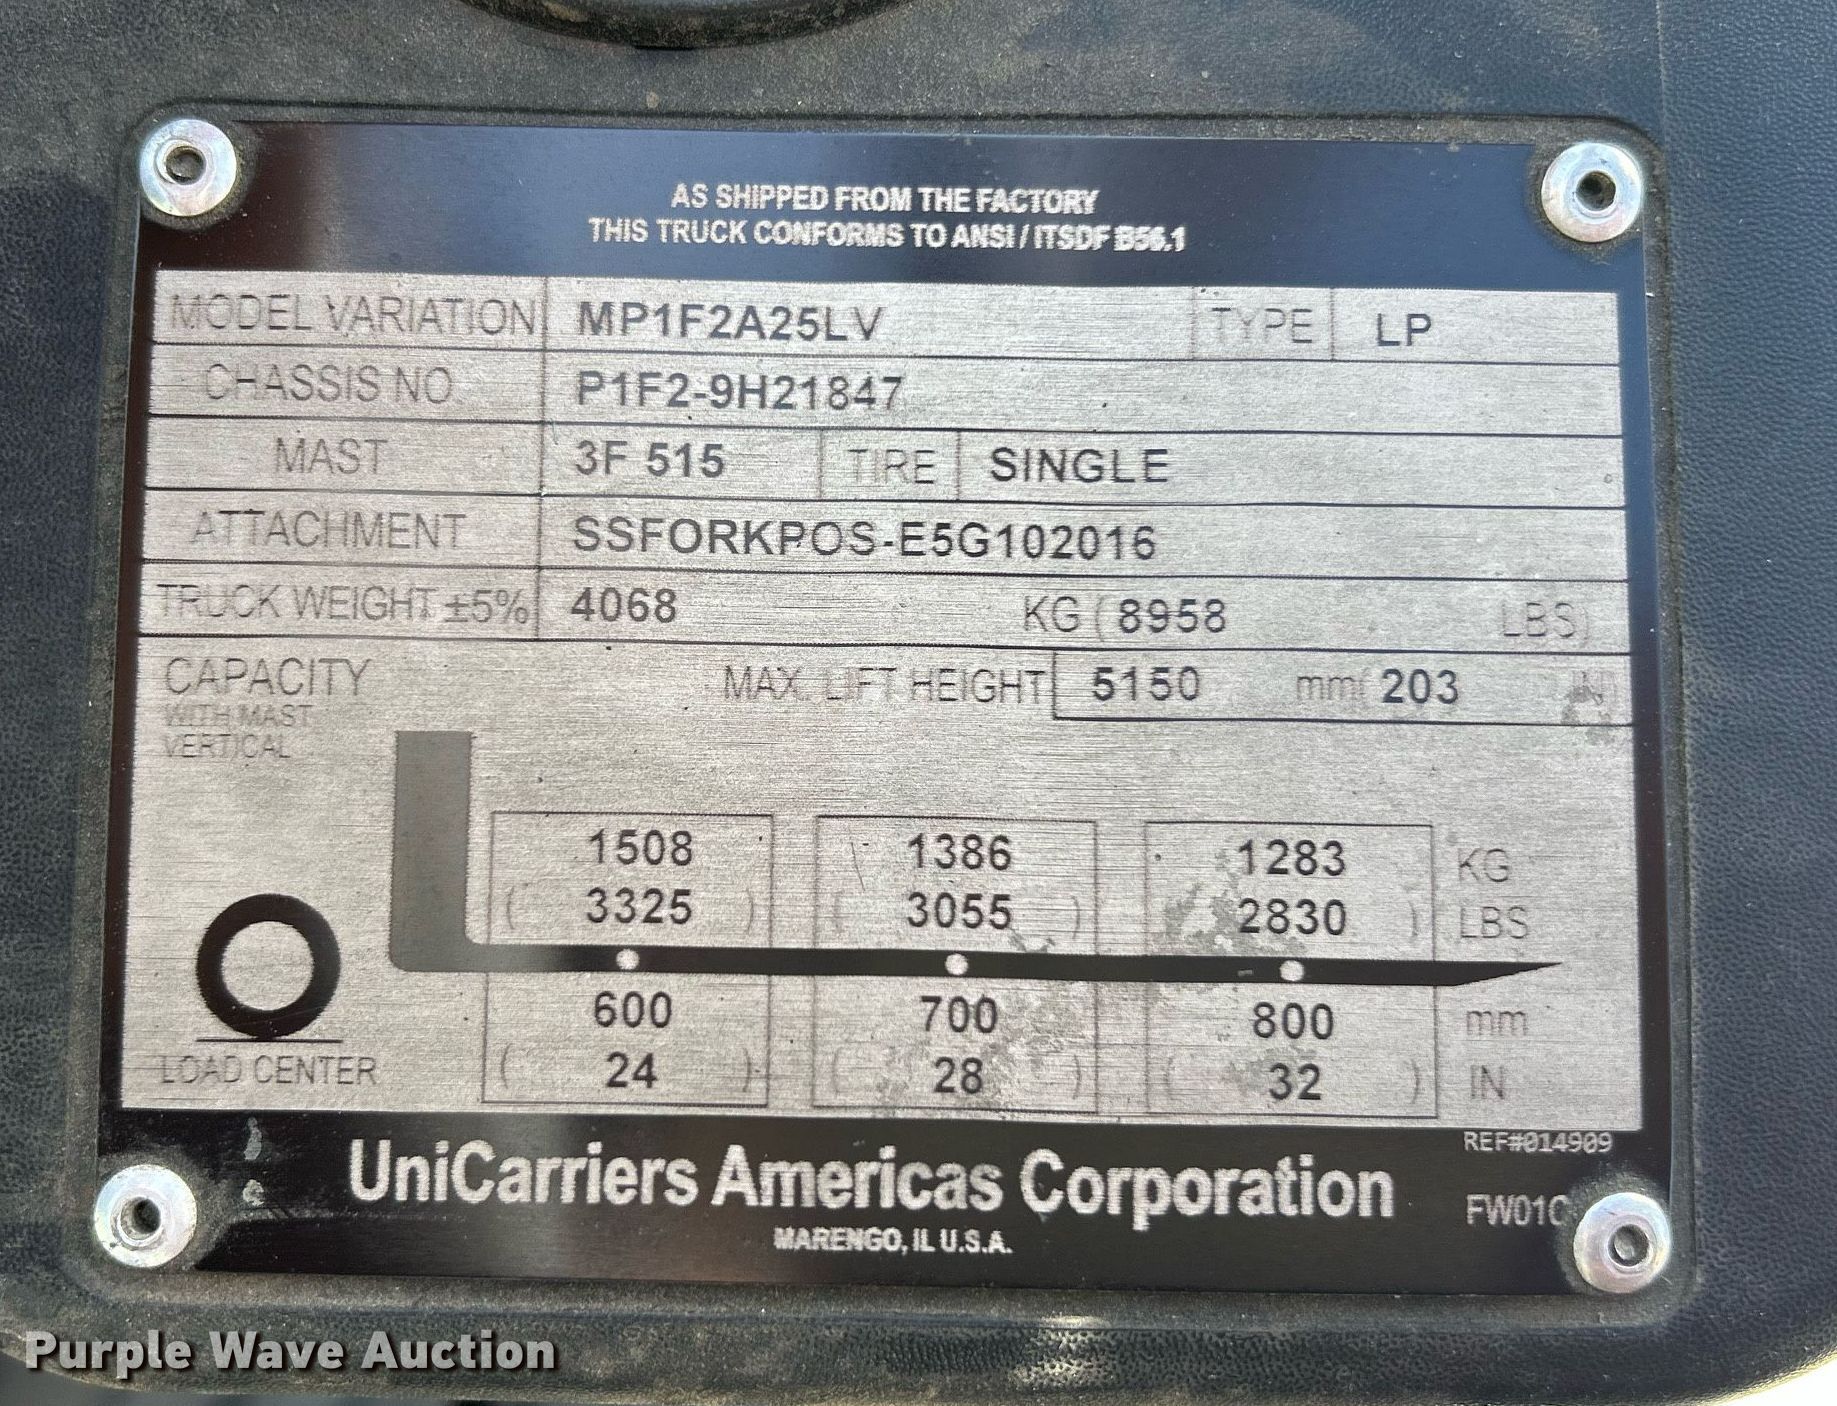 AS SHIPPED FROM THE FACTORY
THIS TRUCK CONFORMS TO ANSI / ITSDF B56.1
MODEL VARIATION MP1F2A25LV TYPE LP
CHASSIS NO P1F2-9H21847
MAST 3F 515 TIRE SINGLE
ATTACHMENT SSFORKPOS-E5G102016
TRUCK WEIGHT ±5% 4068 KG (8958 LBS)
CAPACITY MAX. LIFT HEIGHT 5150 mm( 203
WITH MAST
VERTICAL
1508 1386 1283 KG
( 3325 ) ( 3055 ) 2830 ) LBS
600 700 800 mm
( 24 ) ( 28 ) ( 32 ) IN
LOAD CENTER
REF#014909
UniCarriers Americas Corporation
FW01C
MARENGO, IL U.S.A.
Purple Wave Auction